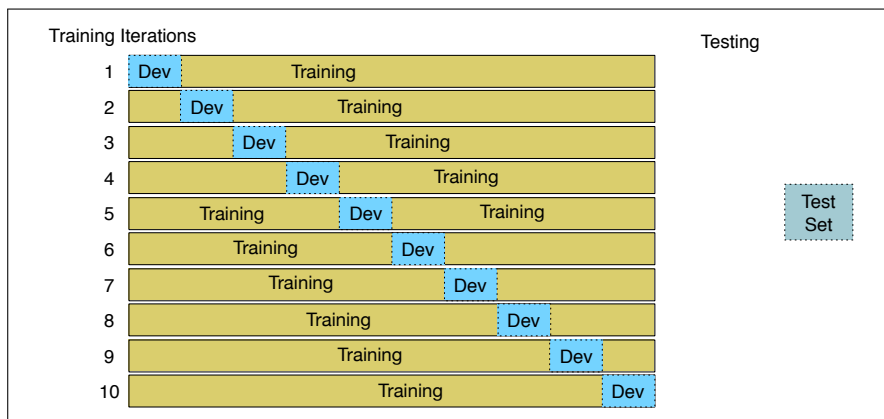 Training Iterations
Testing
1 Dev Training
2 Dev Training
3 Dev Training
4 Dev Training
5 Training Dev Training
6 Training Dev
7 Training Dev
8 Training Dev
9 Training Dev
10 Training Dev
Test
Set